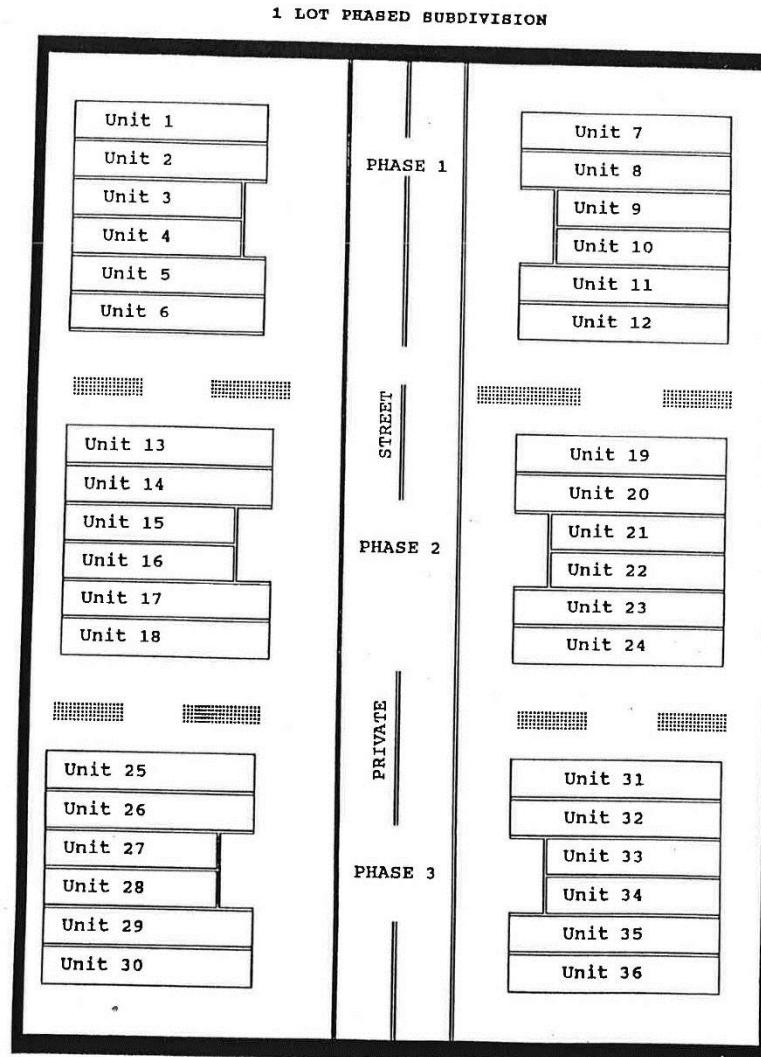 1 LOT PHASED SUBDIVISION
Unit 1
Unit 2
Unit 3
Unit 4
Unit 5
Unit 6
PHASE 1
Unit 7
Unit 8
Unit 9
Unit 10
Unit 11
Unit 12
STREET
Unit 13
Unit 14
Unit 15
Unit 16
Unit 17
Unit 18
PHASE 2
Unit 19
Unit 20
Unit 21
Unit 22
Unit 23
Unit 24
PRIVATE
Unit 25
Unit 26
Unit 27
Unit 28
Unit 29
Unit 30
PHASE 3
Unit 31
Unit 32
Unit 33
Unit 34
Unit 35
Unit 36